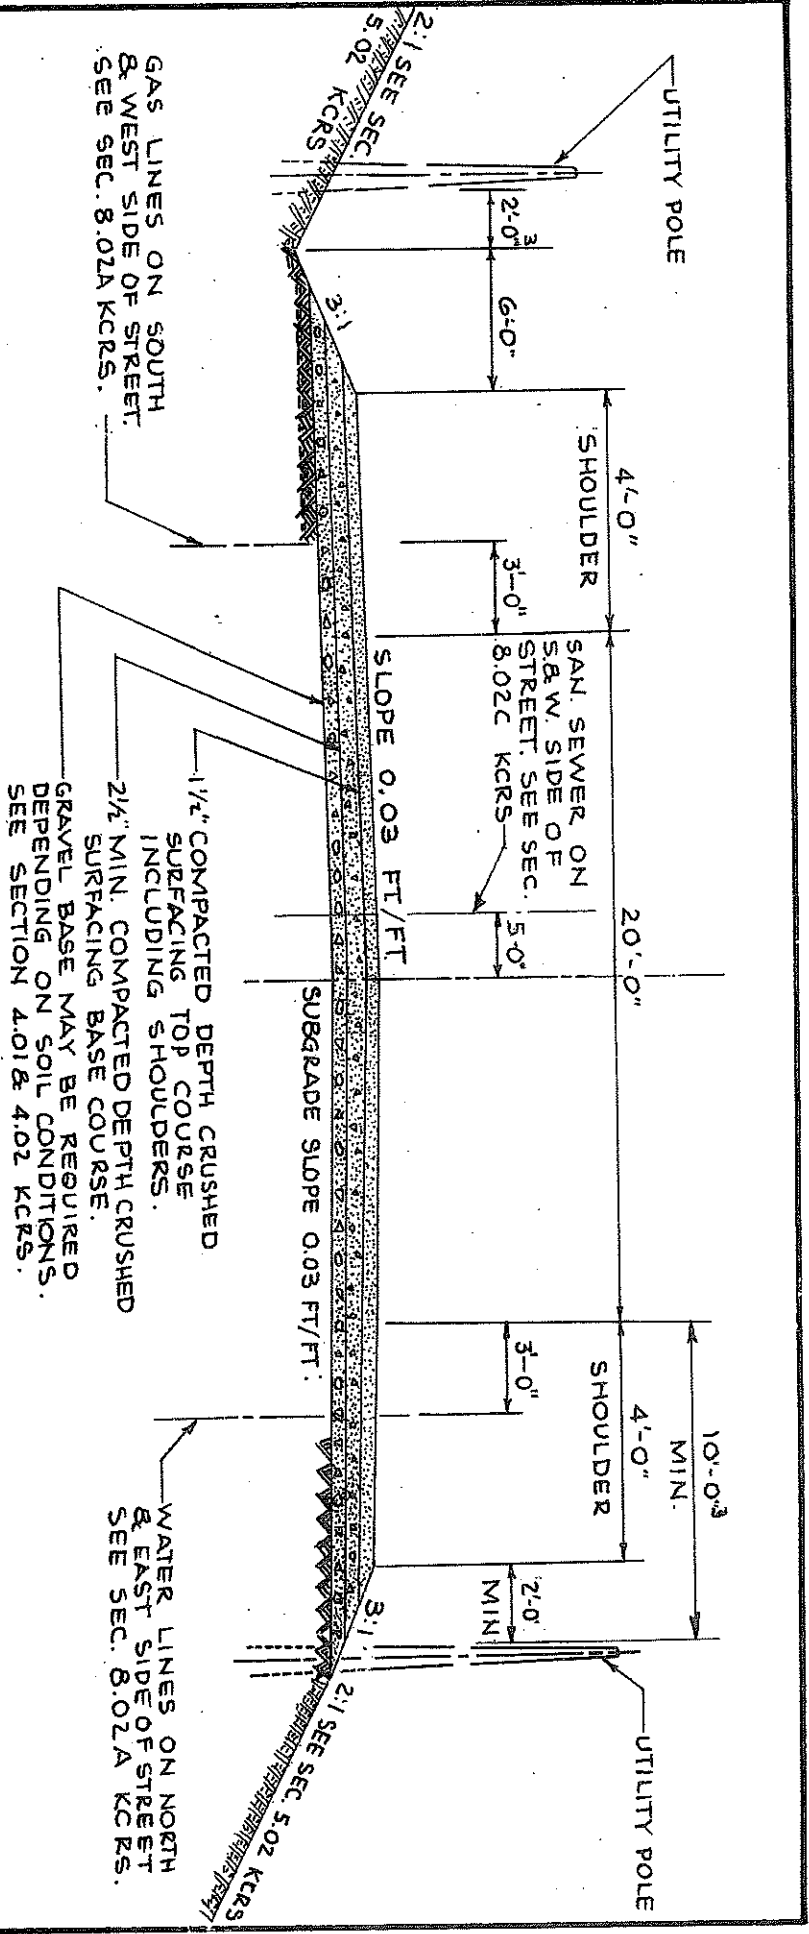 UTILITY POLE
2:1 SEE SEC.
5.02 KCRS
2'-0"3
6'-0"
3:1
4'-0"
SHOULDER
3'-0"
SAN. SEWER ON
S.& W. SIDE OF
STREET. SEE SEC.
8.02C KCRS
20'-0"
5'-0"
SLOPE 0.03 FT/FT
SUBGRADE SLOPE 0.03 FT/FT.
3'-0"
4'-0"
SHOULDER
10'-0"3
MIN.
2'-0"
MIN
3:1
UTILITY POLE
2:1 SEE SEC. 5.02 KCRS
GAS LINES ON SOUTH
& WEST SIDE OF STREET.
SEE SEC. 8.02A KCRS.
1½" COMPACTED DEPTH CRUSHED
SURFACING TOP COURSE
INCLUDING SHOULDERS.
2½" MIN. COMPACTED DEPTH CRUSHED
SURFACING BASE COURSE.
GRAVEL BASE MAY BE REQUIRED
DEPENDING ON SOIL CONDITIONS.
SEE SECTION 4.01 & 4.02 KCRS.
WATER LINES ON NORTH
& EAST SIDE OF STREET
SEE SEC. 8.02A KCRS.